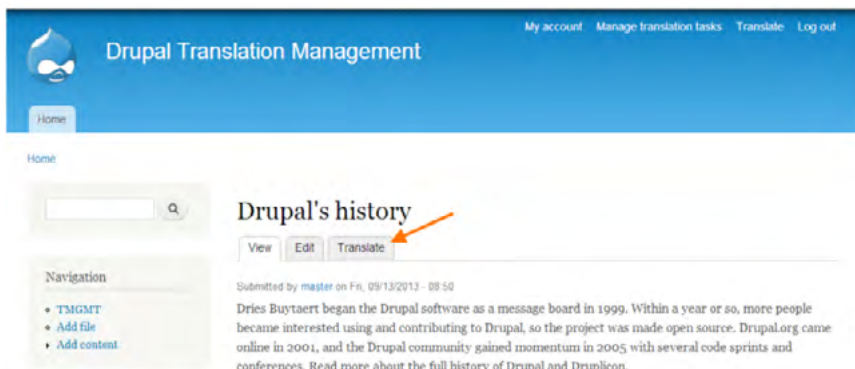 My account Manage translation tasks Translate Log out
Drupal Translation Management
Home
Home
Drupal's history
View Edit Translate
Navigation
TMGMT
Add file
Add content
Submitted by master on Fri, 09/13/2013 - 08:50
Dries Buytaert began the Drupal software as a message board in 1999. Within a year or so, more people
became interested using and contributing to Drupal, so the project was made open source. Drupal.org came
online in 2001, and the Drupal community gained momentum in 2005 with several code sprints and
conferences. Read more about the full history of Drupal and Druplicon.